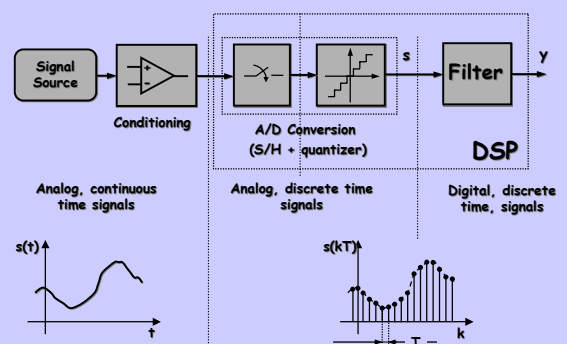 s
y
Signal
Source
Filter
Conditioning
A/D Conversion
(S/H + quantizer)
DSP
Analog, continuous
time signals
Analog, discrete time
signals
Digital, discrete
time, signals
s(t)
t
s(kT)
k
T